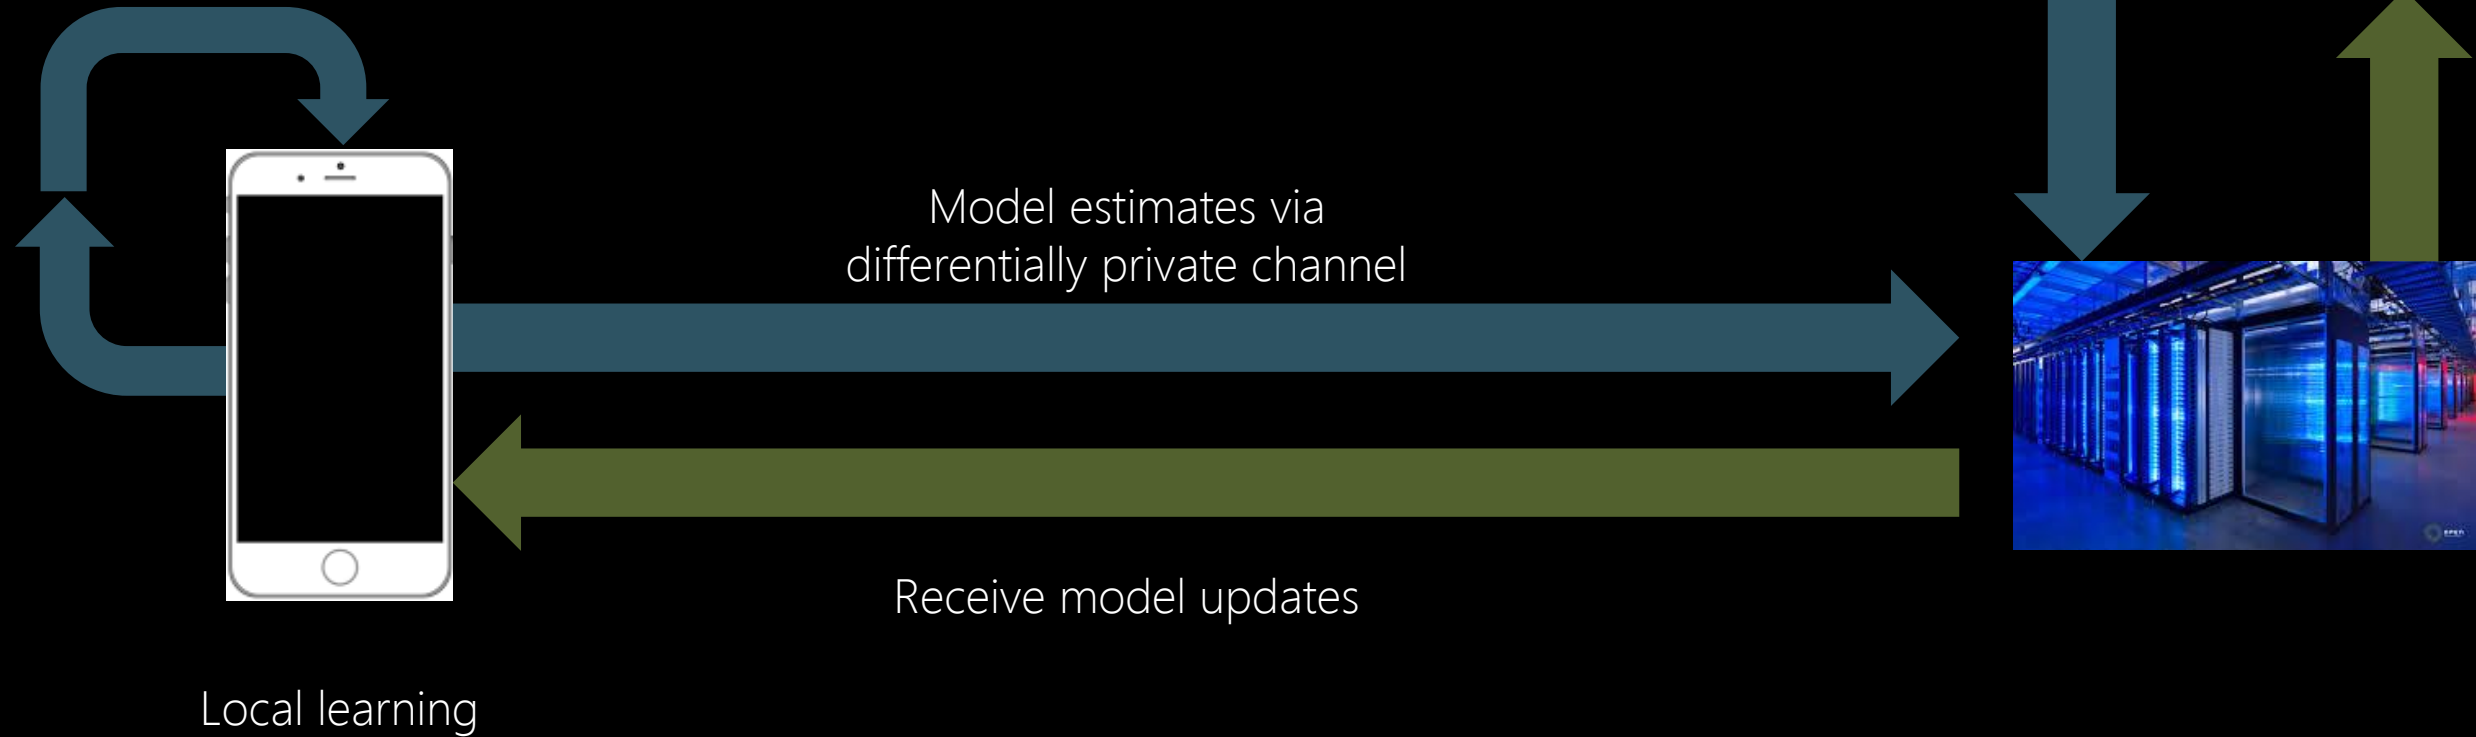 Model estimates via
differentially private channel
Receive model updates
Local learning